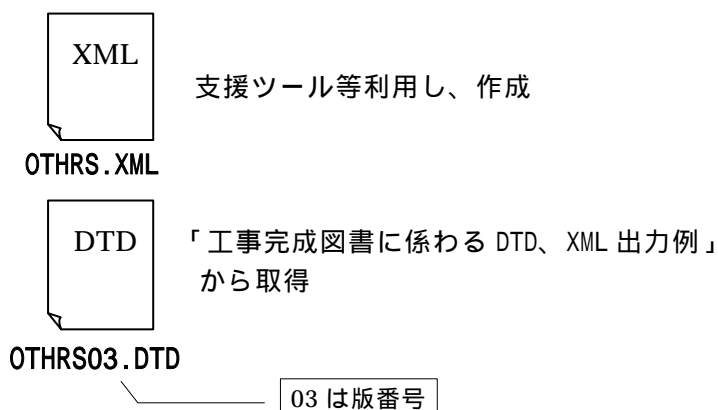 XML
支援ツール等利用し、作成
OTHRS.XML
DTD
「工事完成図書に係わる DTD、XML 出力例」
から取得
OTHRS03.DTD
03 は版番号